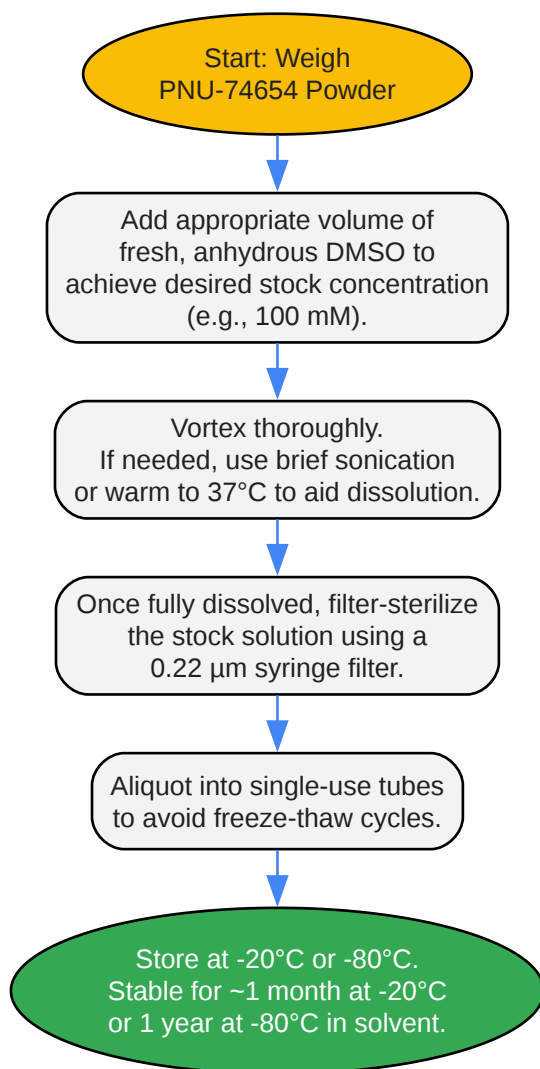 Start: Weigh
PNU-74654 Powder
Add appropriate volume of
fresh, anhydrous DMSO to
achieve desired stock concentration
(e.g., 100 mM).
Vortex thoroughly.
If needed, use brief sonication
or warm to 37°C to aid dissolution.
Once fully dissolved, filter-sterilize
the stock solution using a
0.22 µm syringe filter.
Aliquot into single-use tubes
to avoid freeze-thaw cycles.
Store at -20°C or -80°C.
Stable for ~1 month at -20°C
or 1 year at -80°C in solvent.